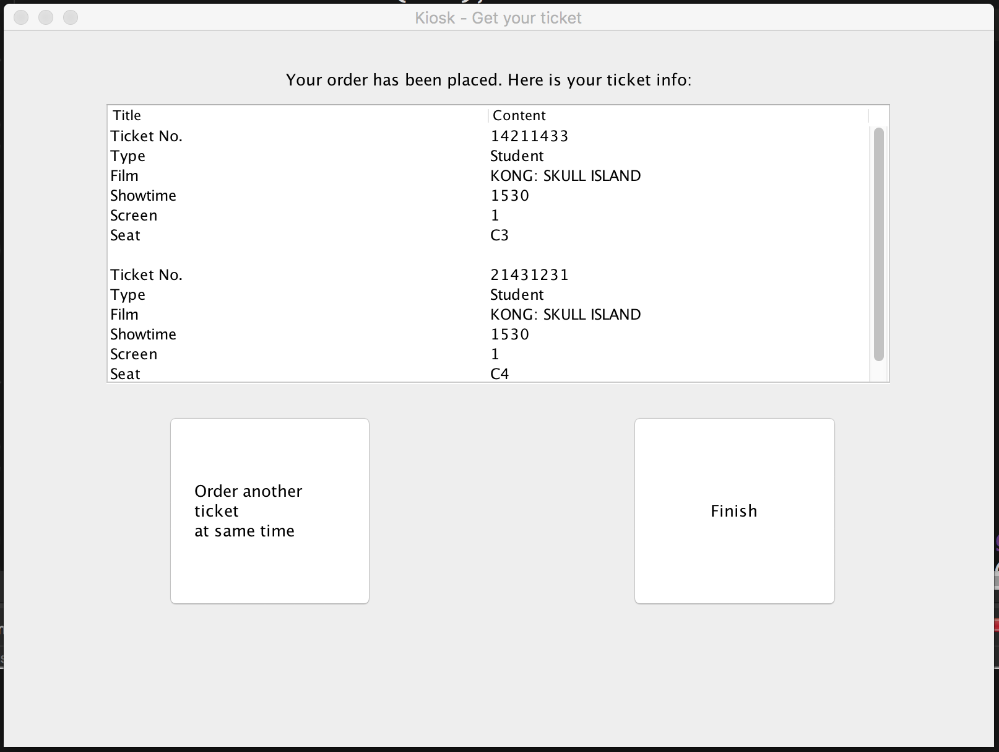 Kiosk - Get your ticket
Your order has been placed. Here is your ticket info:
Title Content
Ticket No. 14211433
Type Student
Film KONG: SKULL ISLAND
Showtime 1530
Screen 1
Seat C3
Ticket No. 21431231
Type Student
Film KONG: SKULL ISLAND
Showtime 1530
Screen 1
Seat C4
Order another
ticket
at same time
Finish